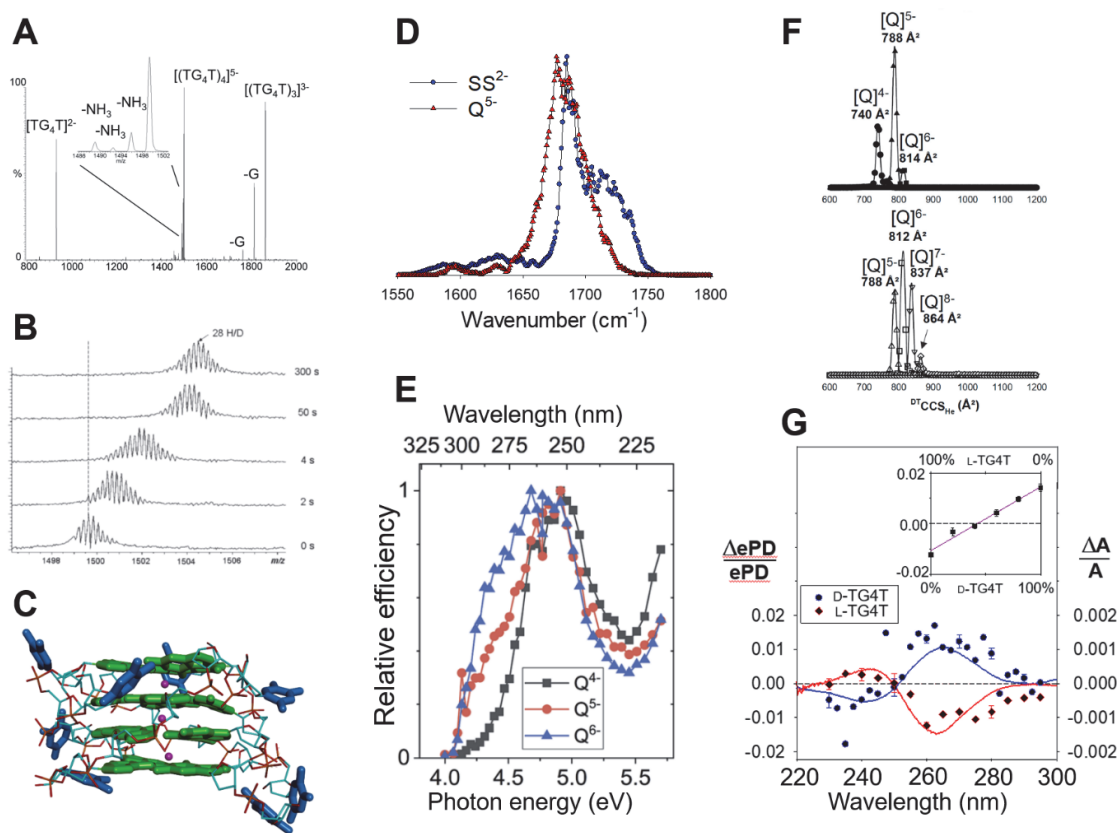 A
100
%
0
[TG4T]2-
-NH3
-NH3
-NH3
1486 1490 1494 1498 1502
m/z
[(TG4T)4]5-
[(TG4T)3]3-
-G
-G
800 1000 1200 1400 1600 1800 2000
B
28 H/D
300 s
50 s
4 s
2 s
0 s
1498 1500 1502 1504 1506 m/z
C
D
SS2-
Q5-
1550 1600 1650 1700 1750 1800
Wavenumber (cm-1)
E
Wavelength (nm)
325 300 275 250 225
Relative efficiency
1
0
Q4-
Q5-
Q6-
4.0 4.5 5.0 5.5
Photon energy (eV)
F
[Q]5-
788 Å²
[Q]4-
740 Å²
[Q]6-
814 Å²
600 700 800 900 1000 1100 1200
[Q]6-
812 Å²
[Q]5-
788 Å²
[Q]7-
837 Å²
[Q]8-
864 Å²
600 700 800 900 1000 1100 1200
DTCCSHe (Å²)
G
100% L-TG4T 0%
0.02
0.00
-0.02
0% D-TG4T 100%
ΔePD
ePD
ΔA
A
D-TG4T
L-TG4T
0.02
0.01
0.00
-0.01
-0.02
0.002
0.001
0.000
-0.001
-0.002
220 240 260 280 300
Wavelength (nm)